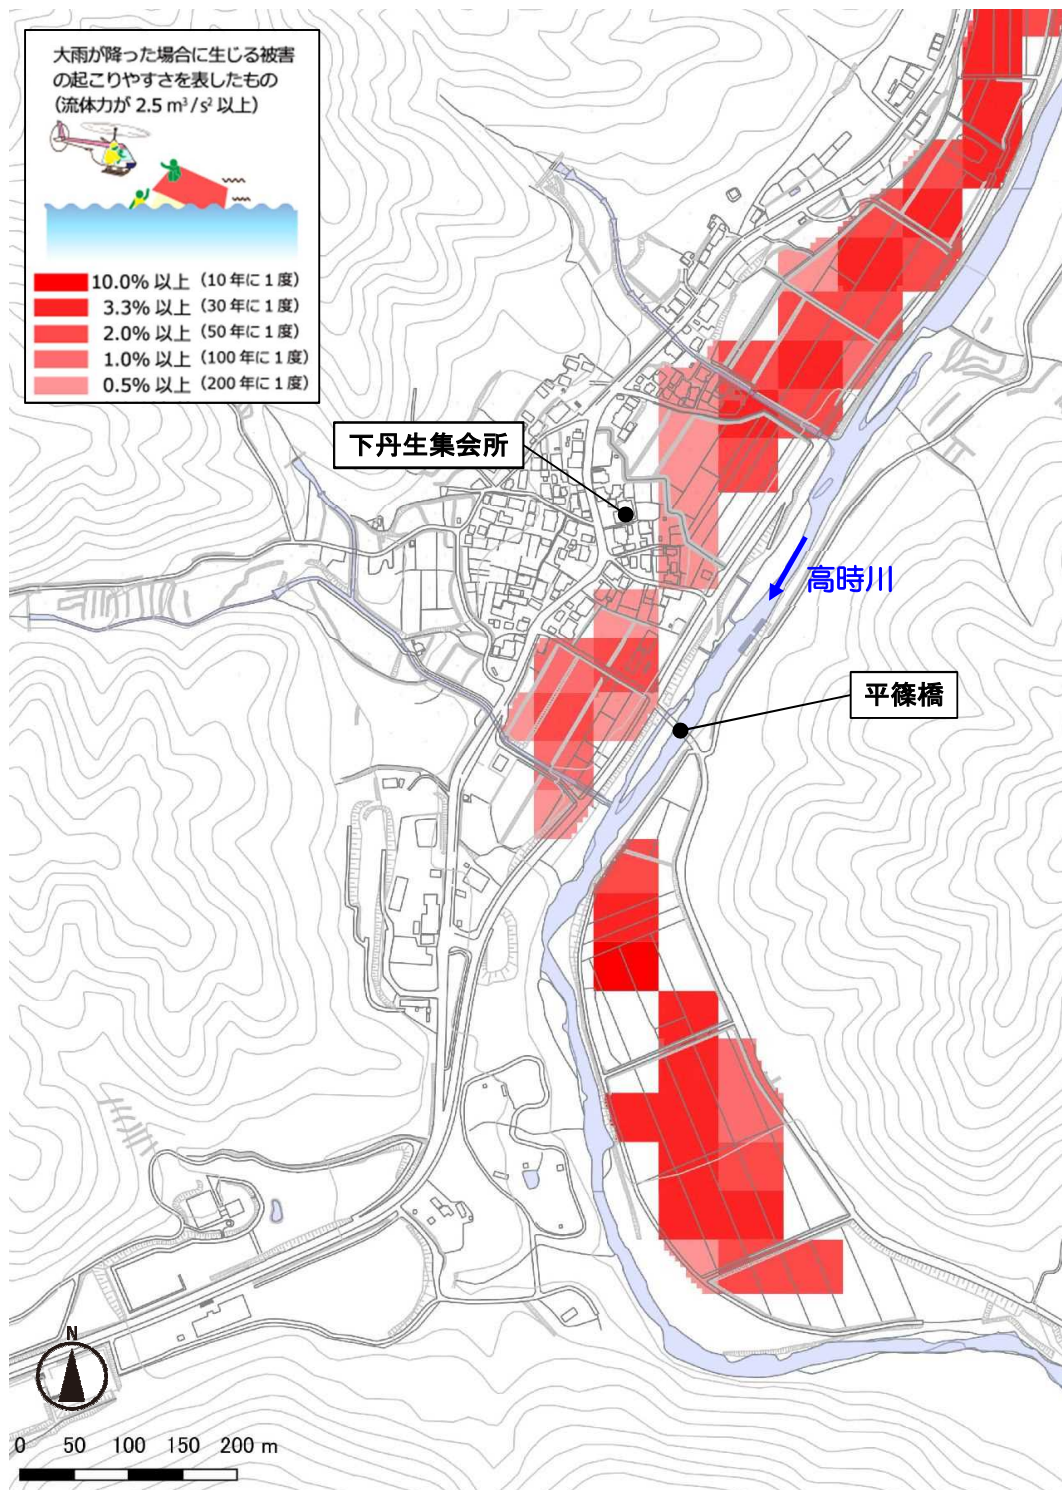 大雨が降った場合に生じる被害
の起こりやすさを表したもの
(流体力が 2.5 m³/s² 以上)
10.0% 以上 (10 年に 1 度)
3.3% 以上 (30 年に 1 度)
2.0% 以上 (50 年に 1 度)
1.0% 以上 (100 年に 1 度)
0.5% 以上 (200 年に 1 度)
下丹生集会所
高時川
平篠橋
N
0 50 100 150 200 m